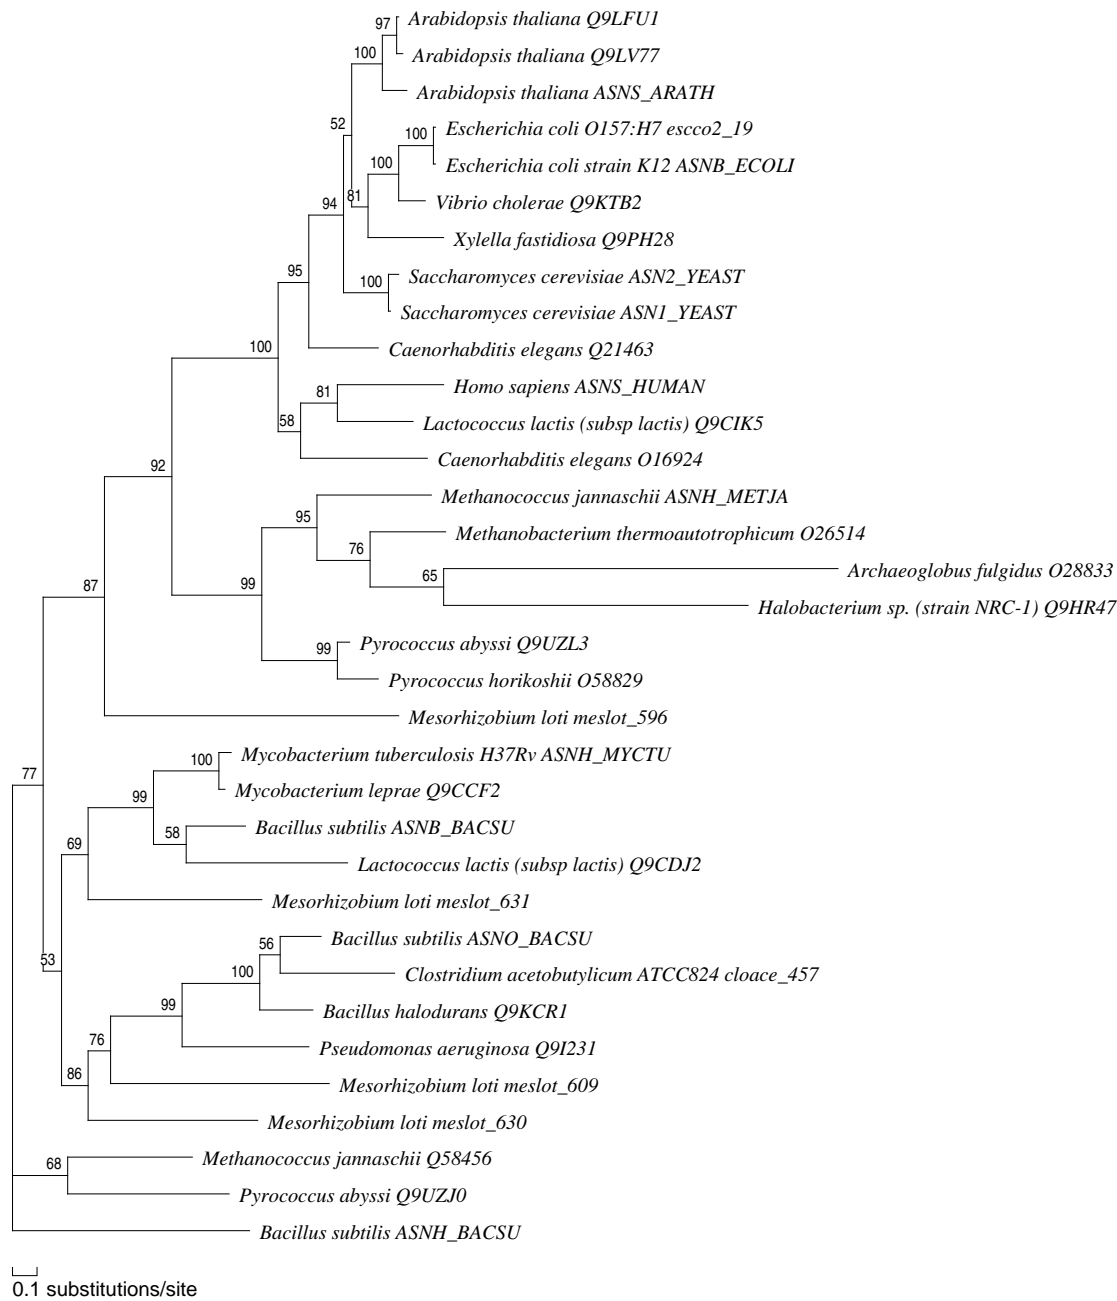 97 Arabidopsis thaliana Q9LFU1
100 Arabidopsis thaliana Q9LV77
Arabidopsis thaliana ASNS_ARATH
52 100 Escherichia coli O157:H7 escco2_19
100 Escherichia coli strain K12 ASNB_ECOLI
94 81 Vibrio cholerae Q9KTB2
Xylella fastidiosa Q9PH28
95 100 Saccharomyces cerevisiae ASN2_YEAST
Saccharomyces cerevisiae ASN1_YEAST
100 Caenorhabditis elegans Q21463
81 Homo sapiens ASNS_HUMAN
58 Lactococcus lactis (subsp lactis) Q9CIK5
92 Caenorhabditis elegans O16924
95 Methanococcus jannaschii ASNH_METJA
76 Methanobacterium thermoautotrophicum O26514
87 99 65 Archaeoglobus fulgidus O28833
Halobacterium sp. (strain NRC-1) Q9HR47
99 Pyrococcus abyssi Q9UZL3
Pyrococcus horikoshii O58829
Mesorhizobium loti meslot_596
77 100 Mycobacterium tuberculosis H37Rv ASNH_MYCTU
99 Mycobacterium leprae Q9CCF2
69 58 Bacillus subtilis ASNB_BACSU
Lactococcus lactis (subsp lactis) Q9CDJ2
Mesorhizobium loti meslot_631
56 Bacillus subtilis ASNO_BACSU
53 100 Clostridium acetobutylicum ATCC824 cloace_457
99 Bacillus halodurans Q9KCR1
76 Pseudomonas aeruginosa Q9I231
86 Mesorhizobium loti meslot_609
Mesorhizobium loti meslot_630
68 Methanococcus jannaschii Q58456
Pyrococcus abyssi Q9UZJ0
Bacillus subtilis ASNH_BACSU
0.1 substitutions/site